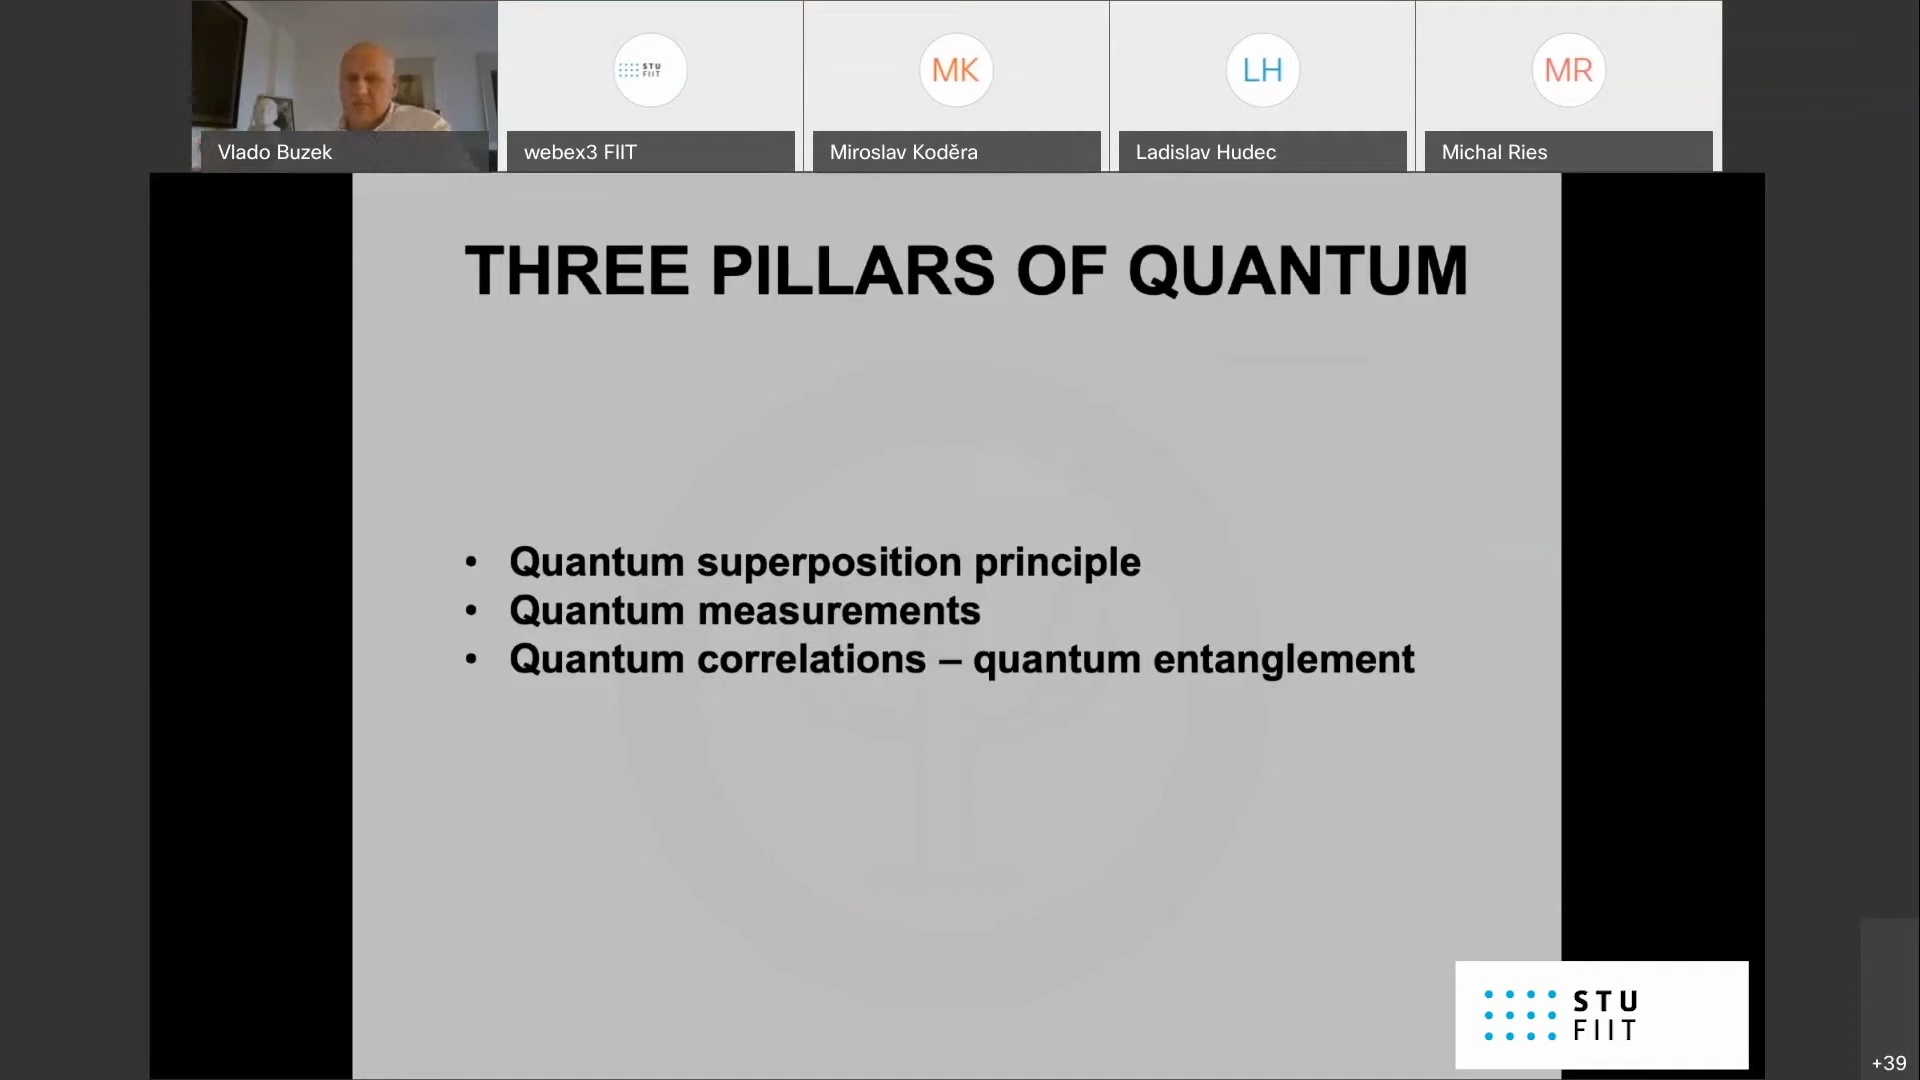 STU
FIIT
MK
LH
MR
Vlado Buzek
webex3 FIIT
Miroslav Koděra
Ladislav Hudec
Michal Ries
THREE PILLARS OF QUANTUM
• Quantum superposition principle
• Quantum measurements
• Quantum correlations – quantum entanglement
STU
FIIT
+39